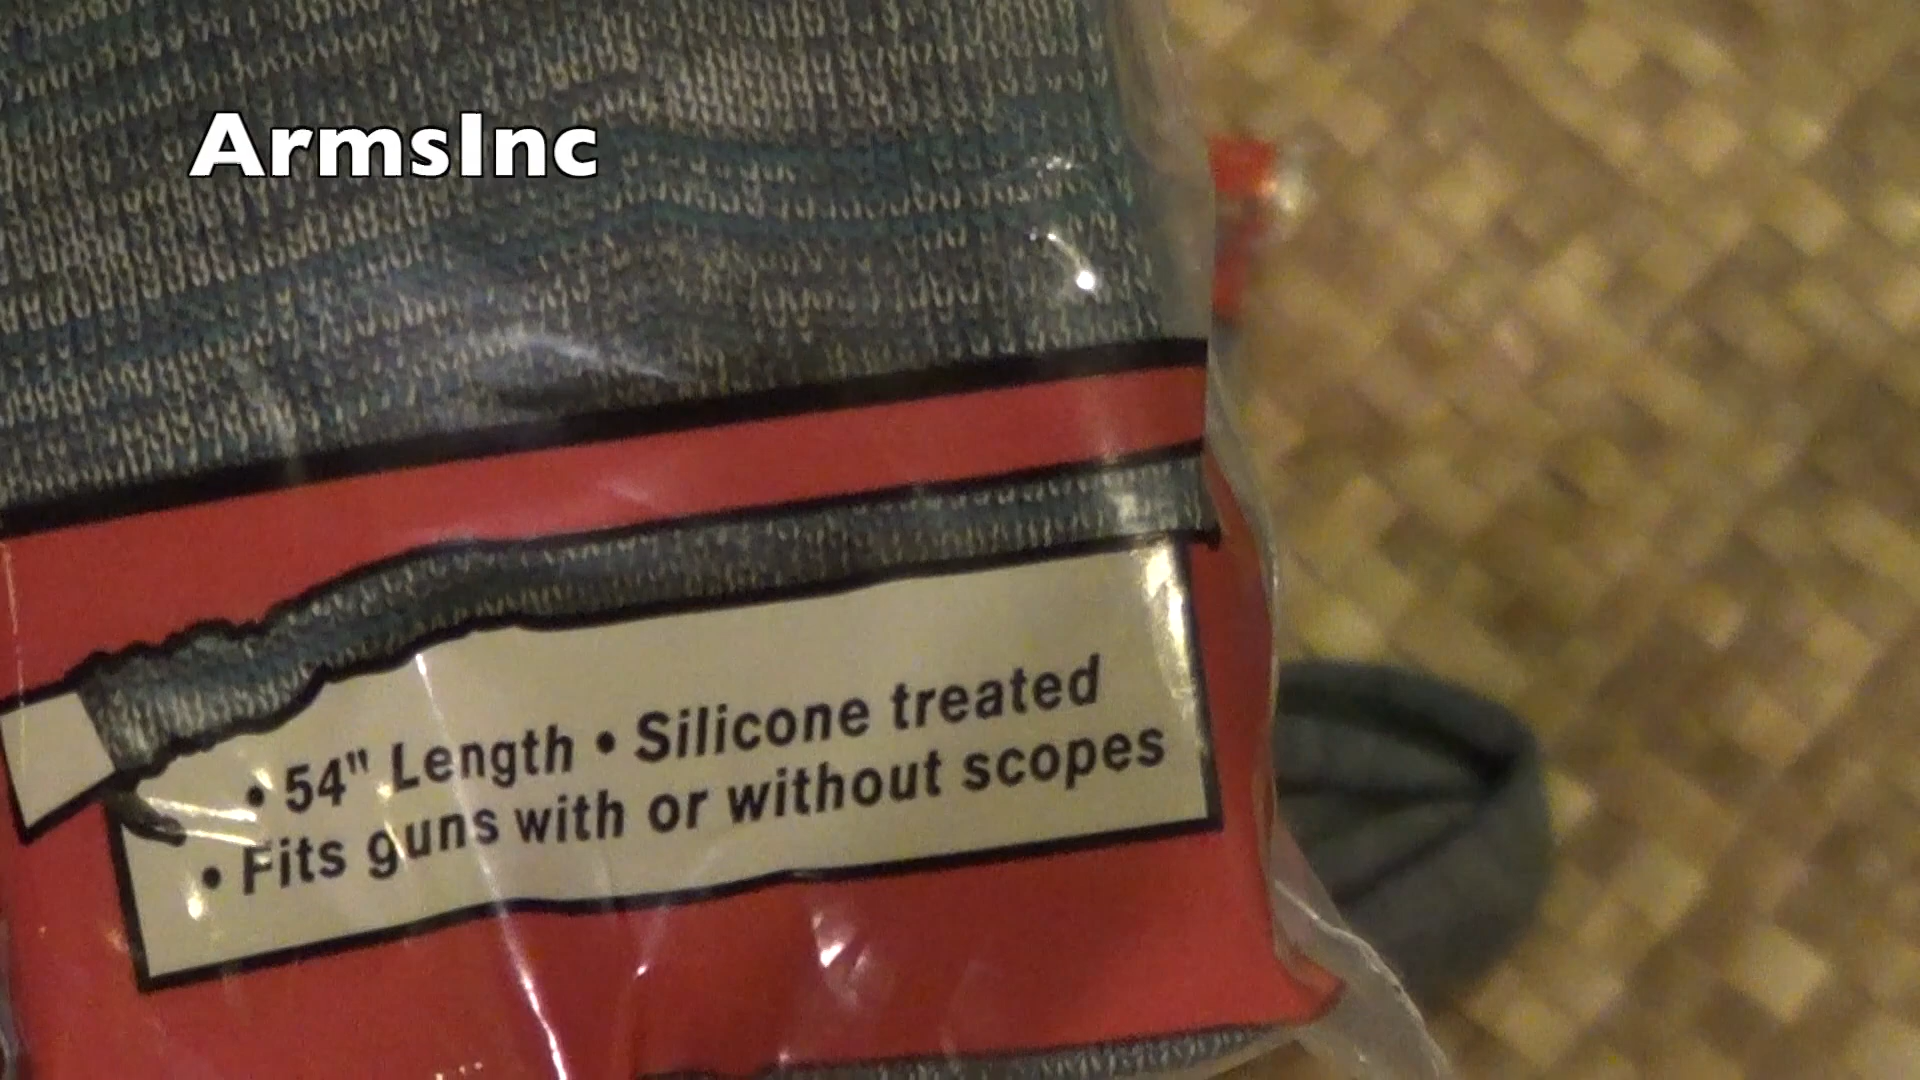 ArmsInc
• 54" Length • Silicone treated
• Fits guns with or without scopes